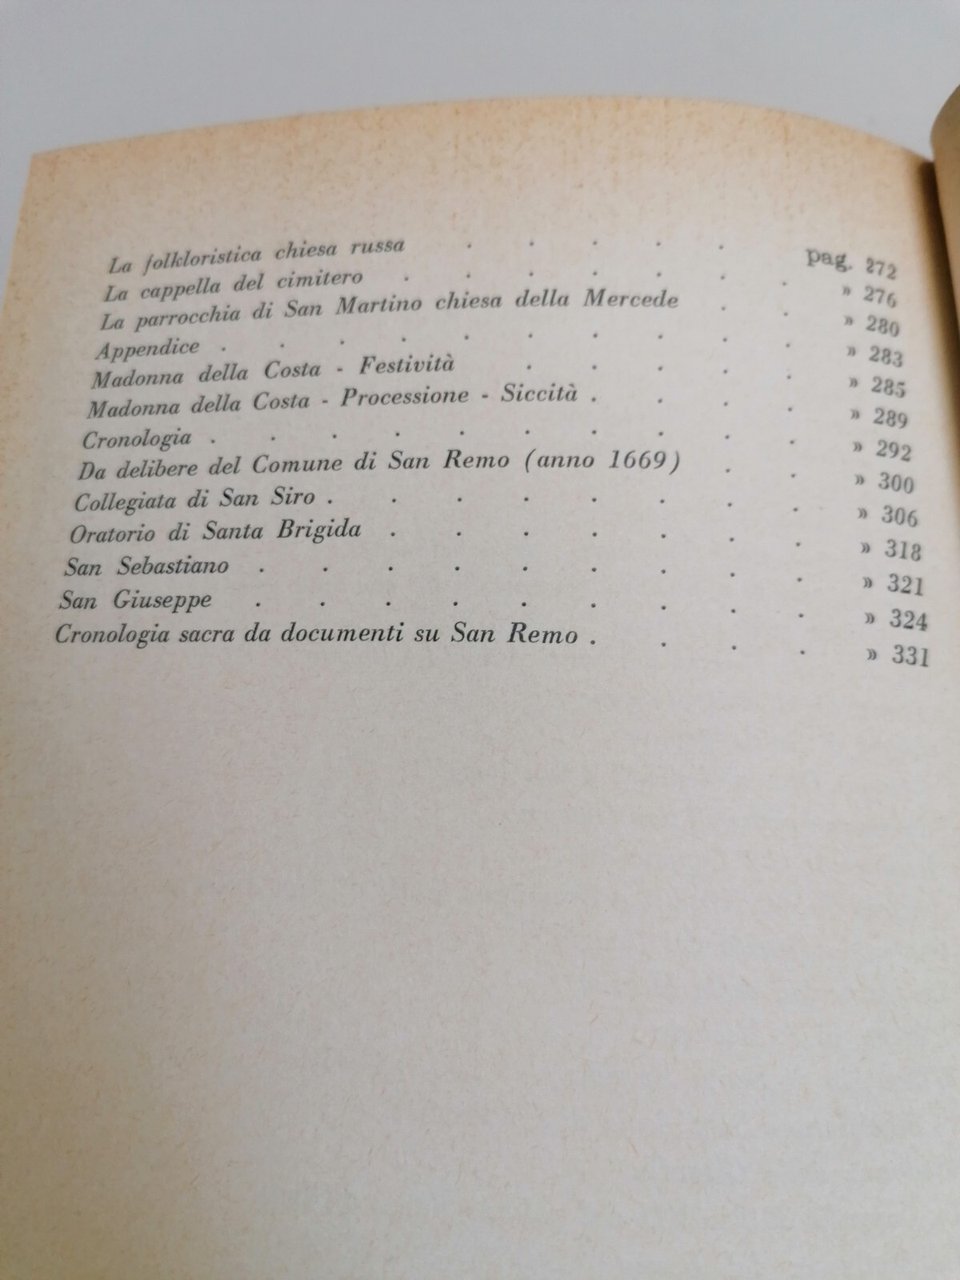 La folkloristica chiesa russa . . . . . pag. 272
La cappella del cimitero . . . . . . . » 276
La parrocchia di San Martino chiesa della Mercede . . » 280
Appendice . . . . . . . . . . » 283
Madonna della Costa - Festività . . . . . » 285
Madonna della Costa - Processione - Siccità . . . . » 289
Cronologia . . . . . . . . . . » 292
Da delibere del Comune di San Remo (anno 1669) . . » 300
Collegiata di San Siro . . . . . . . . » 306
Oratorio di Santa Brigida . . . . . . . » 318
San Sebastiano . . . . . . . . . » 321
San Giuseppe . . . . . . . . . » 324
Cronologia sacra da documenti su San Remo . . . . » 331